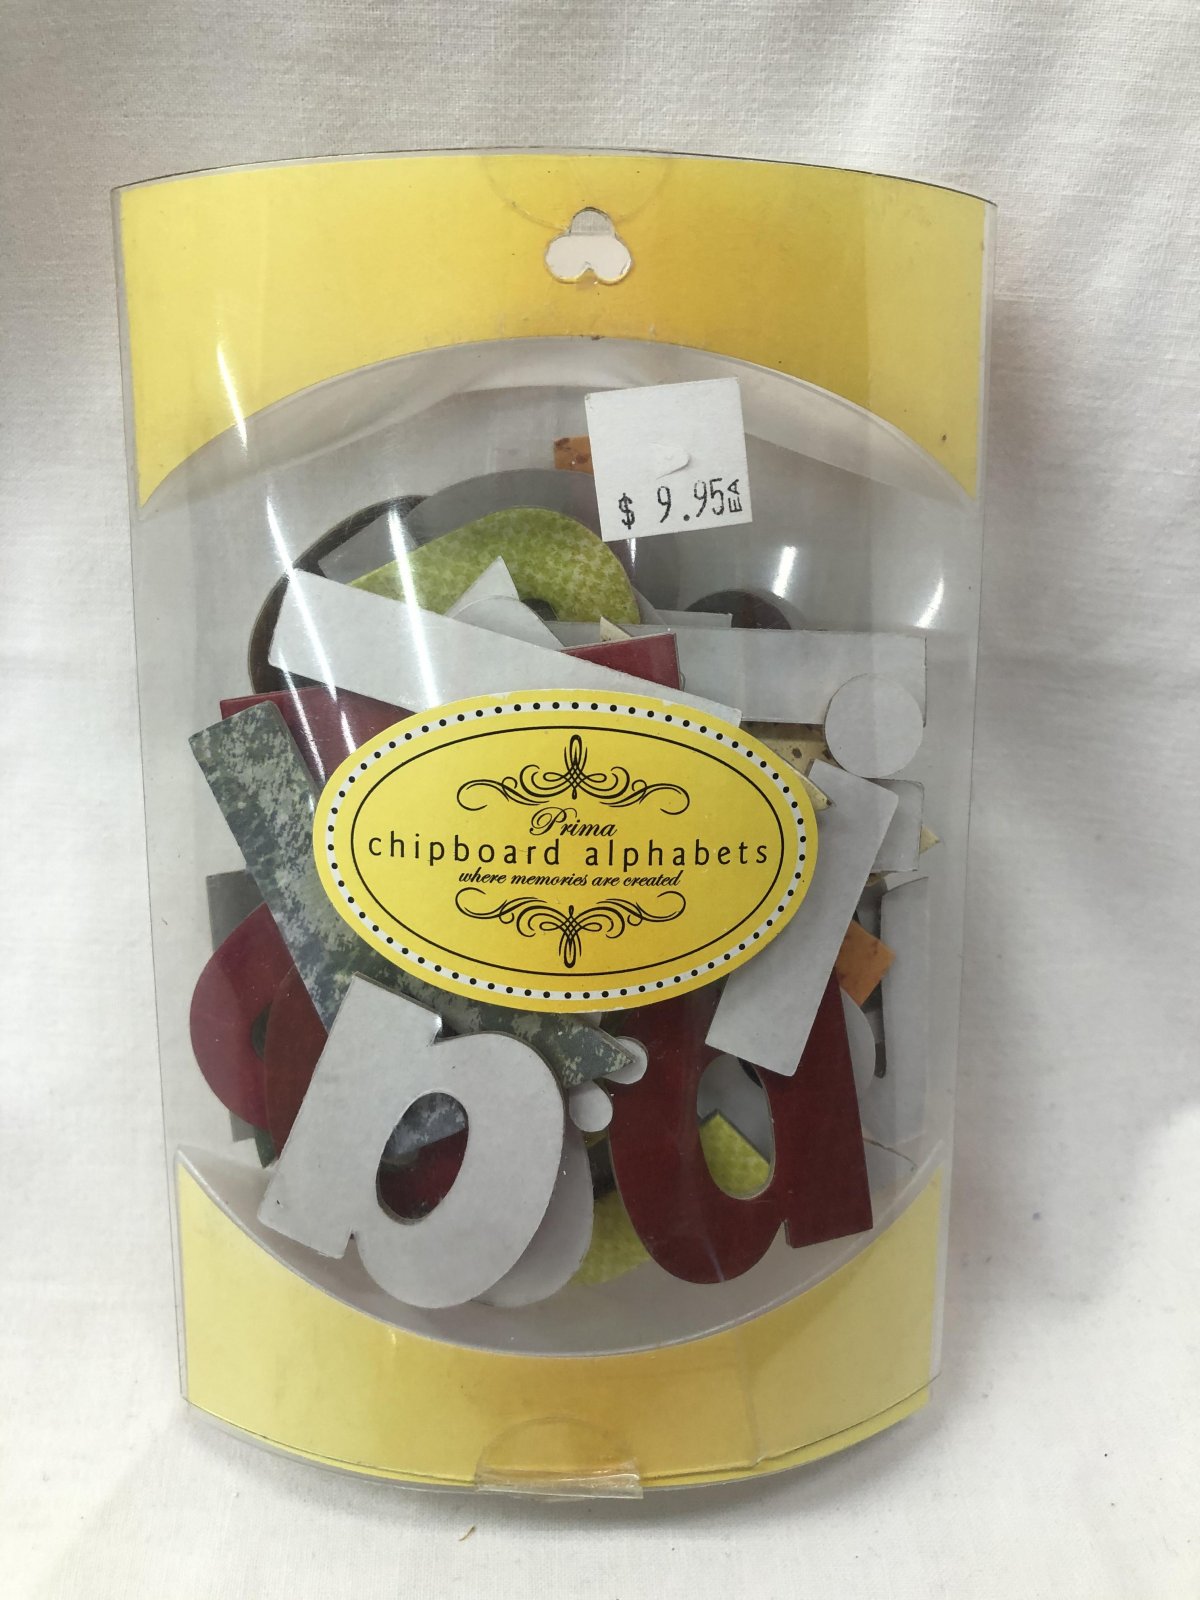 $ 9.95 EA
Prima
chipboard alphabets
where memories are created